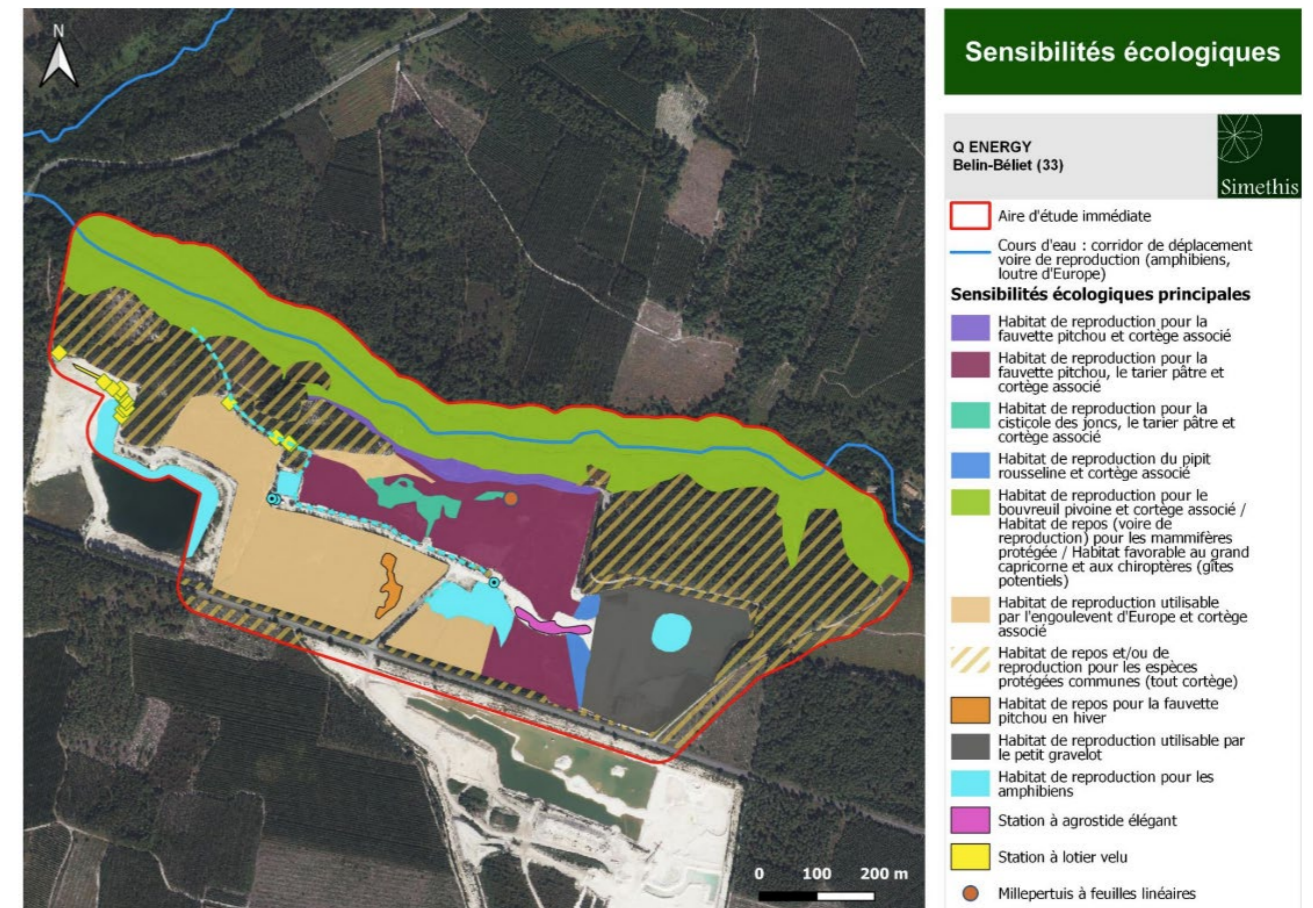 N
0 100 200 m
Sensibilités écologiques
Q ENERGY
Belin-Béliet (33)
Simethis
Aire d'étude immédiate
Cours d'eau : corridor de déplacement
voire de reproduction (amphibiens,
loutre d'Europe)
Sensibilités écologiques principales
Habitat de reproduction pour la
fauvette pitchou et cortège associé
Habitat de reproduction pour la
fauvette pitchou, le tarier pâtre et
cortège associé
Habitat de reproduction pour la
cisticole des joncs, le tarier pâtre et
cortège associé
Habitat de reproduction du pipit
rousseline et cortège associé
Habitat de reproduction pour le
bouvreuil pivoine et cortège associé /
Habitat de repos (voire de
reproduction) pour les mammifères
protégée / Habitat favorable au grand
capricorne et aux chiroptères (gîtes
potentiels)
Habitat de reproduction utilisable
par l'engoulevent d'Europe et cortège
associé
Habitat de repos et/ou de
reproduction pour les espèces
protégées communes (tout cortège)
Habitat de repos pour la fauvette
pitchou en hiver
Habitat de reproduction utilisable par
le petit gravelot
Habitat de reproduction pour les
amphibiens
Station à agrostide élégant
Station à lotier velu
Millepertuis à feuilles linéaires